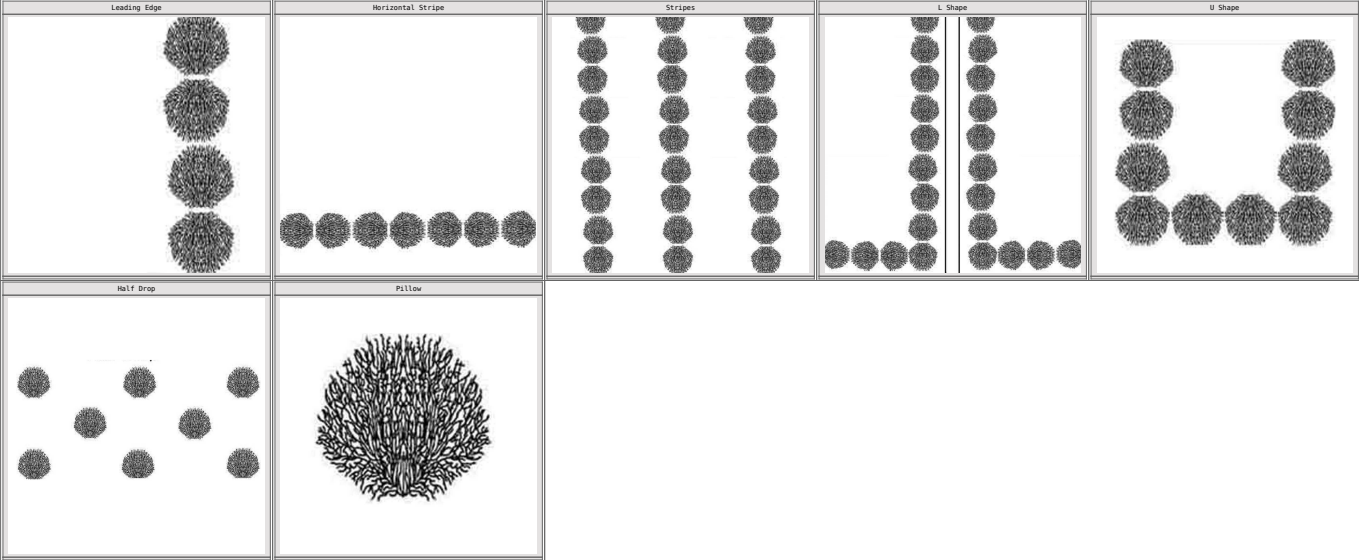 Leading Edge
Horizontal Stripe
Stripes
L Shape
U Shape
Half Drop
Pillow